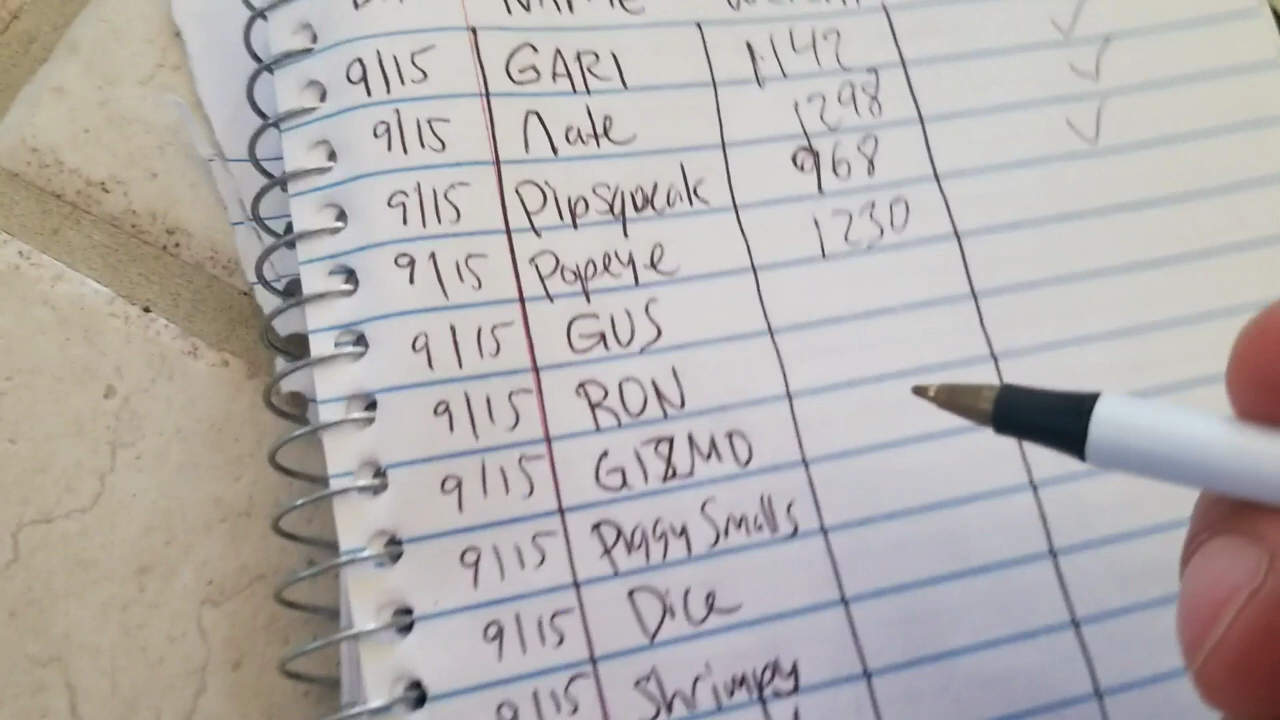 NAME
9/15 GARI 1142
9/15 Nate 1298
9/15 Pipsqueak 968
9/15 Popeye 1230
9/15 GUS
9/15 RON
9/15 GIZMO
9/15 Piggy Smalls
9/15 Dice
9/15 Shrimpy